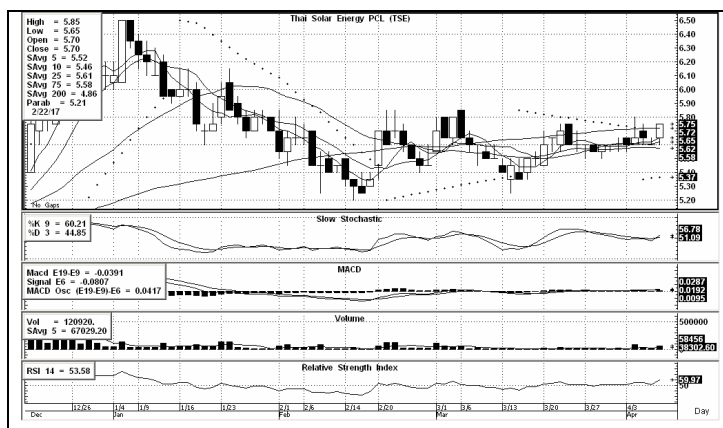 Thai Solar Energy PCL (TSE)
High = 5.85
Low = 5.65
Open = 5.70
Close = 5.70
SAvg 5 = 5.52
SAvg 10 = 5.46
SAvg 25 = 5.61
SAvg 75 = 5.58
SAvg 200 = 4.86
Parab = 5.21
2/22/17
No Gaps
6.50
6.40
6.30
6.20
6.10
6.00
5.90
5.80
5.75
5.72
5.65
5.62
5.58
5.37
5.30
5.20
Slow Stochastic
%K 9 = 60.21
%D 3 = 44.85
56.78
51.09
MACD
Macd E19-E9 = -0.0391
Signal E6 = -0.0807
MACD Osc (E19-E9)-E6 = 0.0417
0.0287
0.0192
0.0095
Volume
Vol = 120920.
SAvg 5 = 67029.20
500000
58456
38302.60
Relative Strength Index
RSI 14 = 53.58
59.97
50
12/26 1/4 1/9 1/16 1/23 2/1 2/6 2/14 2/20 3/1 3/6 3/13 3/20 3/27 4/3
Dec Jan Feb Mar Apr Day